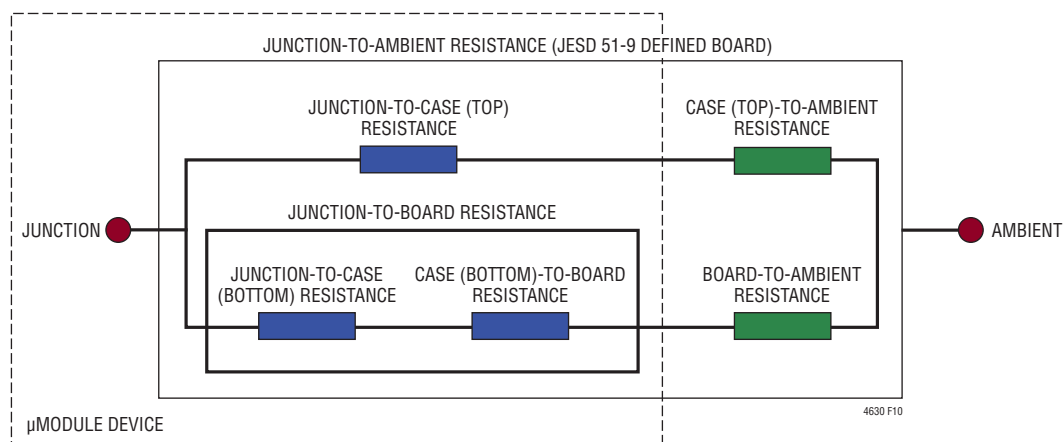 JUNCTION-TO-AMBIENT RESISTANCE (JESD 51-9 DEFINED BOARD)
JUNCTION-TO-CASE (TOP)
RESISTANCE
CASE (TOP)-TO-AMBIENT
RESISTANCE
JUNCTION-TO-BOARD RESISTANCE
JUNCTION
AMBIENT
JUNCTION-TO-CASE
(BOTTOM) RESISTANCE
CASE (BOTTOM)-TO-BOARD
RESISTANCE
BOARD-TO-AMBIENT
RESISTANCE
4630 F10
µMODULE DEVICE